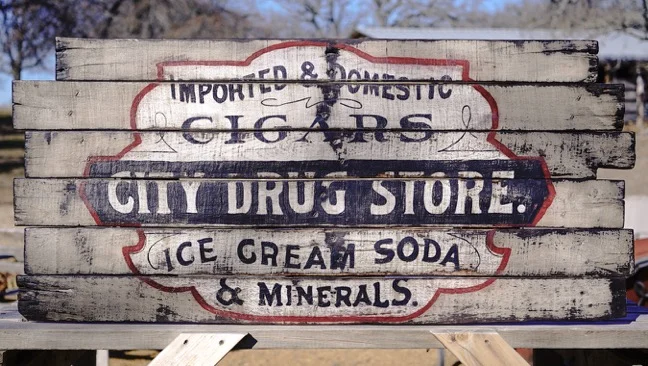 IMPORTED & DOMESTIC
CIGARS
CITY DRUG STORE.
ICE CREAM SODA
& MINERALS.